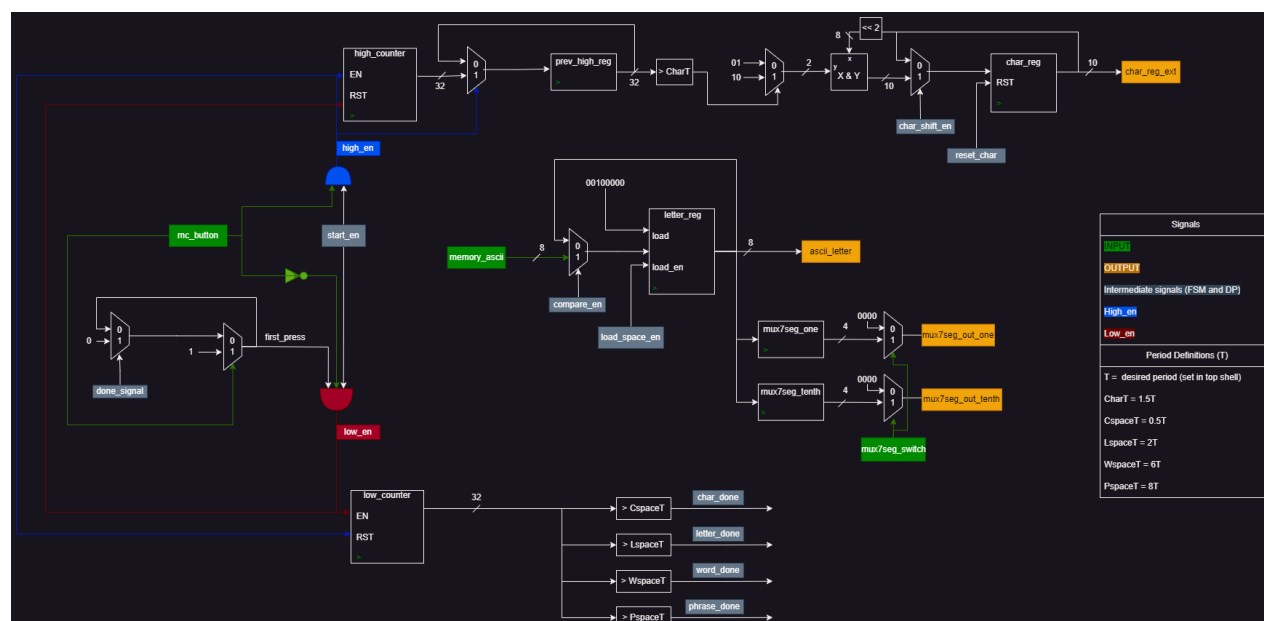 << 2
8
high_counter
EN
RST
>
32
0
1
prev_high_reg
>
32
> CharT
01
10
0
1
2
x
y
X & Y
10
0
1
char_reg
RST
>
10
char_reg_ext
char_shift_en
reset_char
high_en
mc_button
start_en
00100000
letter_reg
load
load_en
>
memory_ascii
8
0
1
compare_en
load_space_en
8
ascii_letter
0
0
1
done_signal
1
0
1
first_press
low_en
mux7seg_one
>
4
0000
0
1
mux7seg_out_one
mux7seg_tenth
>
4
0000
0
1
mux7seg_out_tenth
mux7seg_switch
low_counter
EN
RST
>
32
> CspaceT
char_done
> LspaceT
letter_done
> WspaceT
word_done
> PspaceT
phrase_done
Signals
INPUT
OUTPUT
Intermediate signals (FSM and DP)
High_en
Low_en
Period Definitions (T)
T = desired period (set in top shell)
CharT = 1.5T
CspaceT = 0.5T
LspaceT = 2T
WspaceT = 6T
PspaceT = 8T